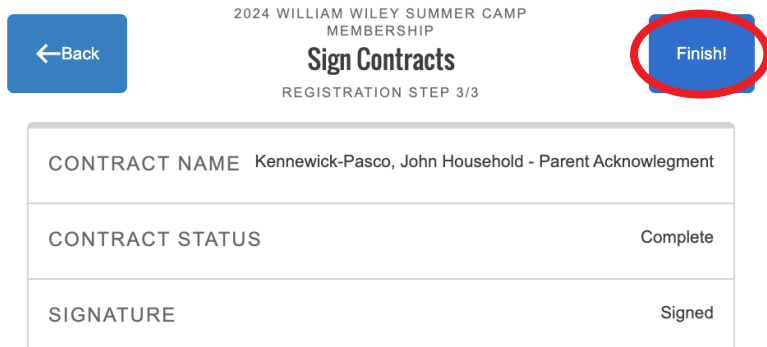 2024 WILLIAM WILEY SUMMER CAMP
MEMBERSHIP
←Back
Sign Contracts
Finish!
REGISTRATION STEP 3/3
CONTRACT NAME Kennewick-Pasco, John Household - Parent Acknowlegment
CONTRACT STATUS Complete
SIGNATURE Signed